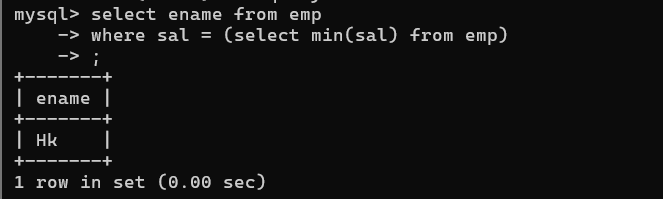 mysql> select ename from emp
    -> where sal = (select min(sal) from emp)
    -> ;
+-------+
| ename |
+-------+
| Hk    |
+-------+
1 row in set (0.00 sec)